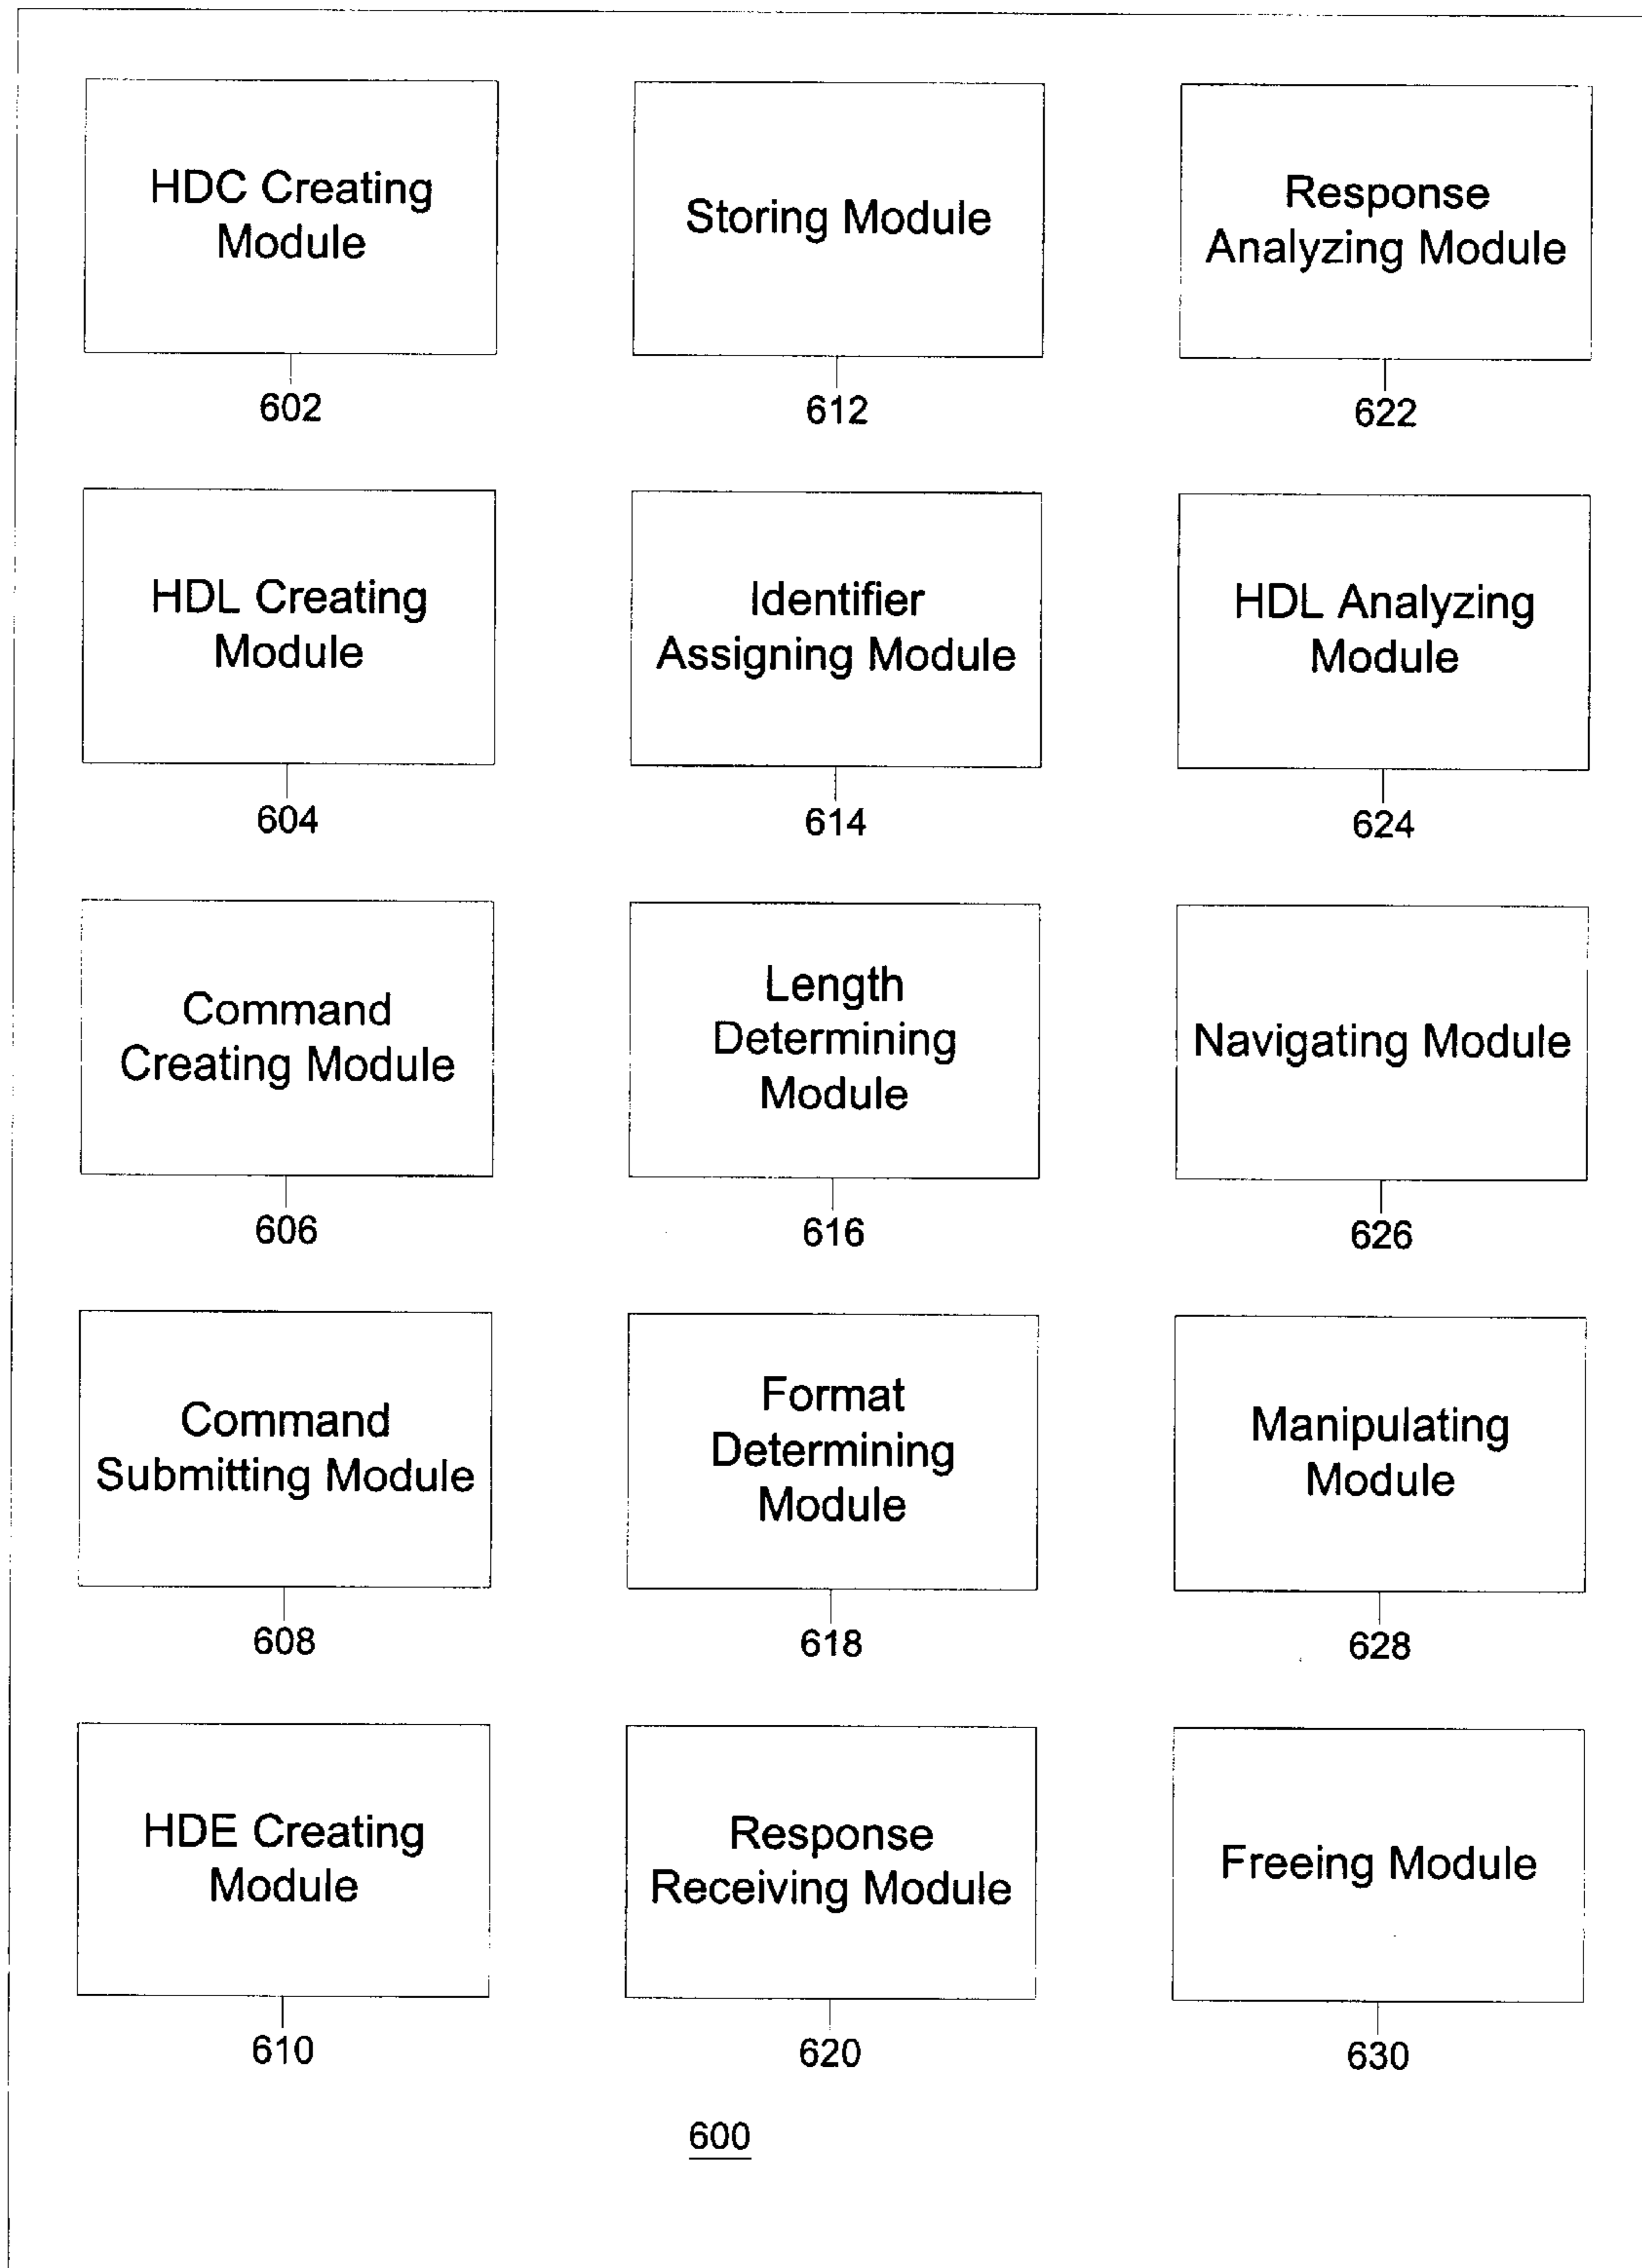 HDC Creating
Module
602
Storing Module
612
Response
Analyzing Module
622
HDL Creating
Module
604
Identifier
Assigning Module
614
HDL Analyzing
Module
624
Command
Creating Module
606
Length
Determining
Module
616
Navigating Module
626
Command
Submitting Module
608
Format
Determining
Module
618
Manipulating
Module
628
HDE Creating
Module
610
Response
Receiving Module
620
Freeing Module
630
600